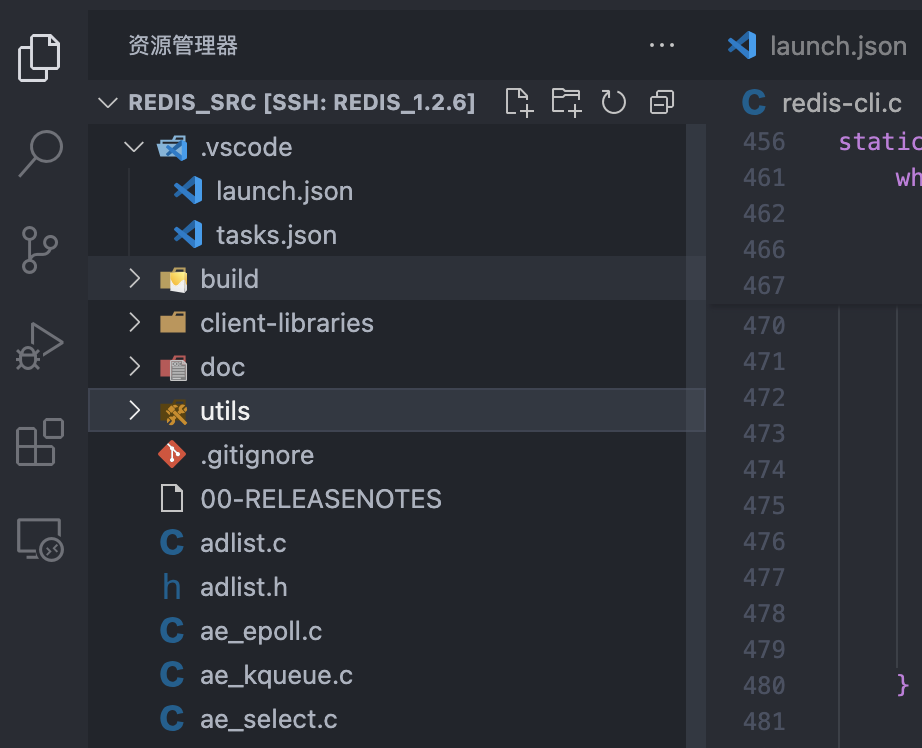 资源管理器
REDIS_SRC [SSH: REDIS_1.2.6]
.vscode
launch.json
tasks.json
build
client-libraries
doc
utils
.gitignore
00-RELEASENOTES
C adlist.c
h adlist.h
C ae_epoll.c
C ae_kqueue.c
C ae_select.c
launch.json
C redis-cli.c
456 static
461 wh
462
466
467
470
471
472
473
474
475
476
477
478
479
480 }
481